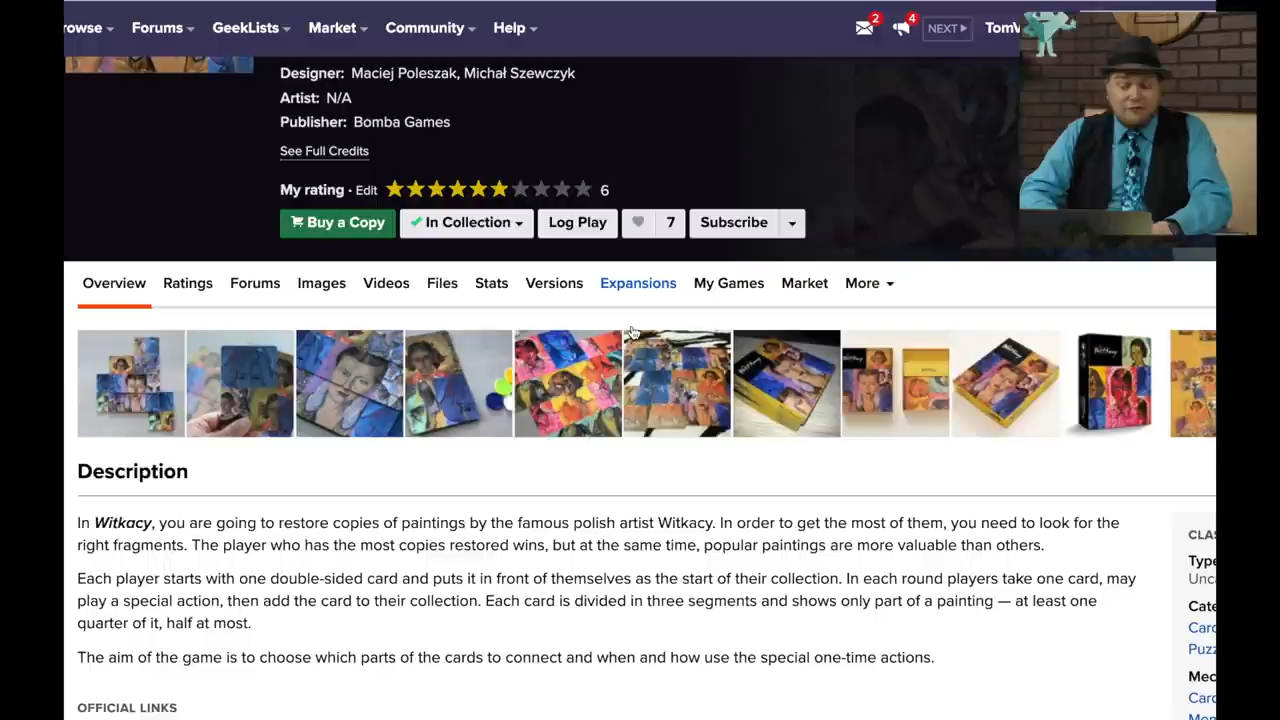 rowse Forums GeekLists Market Community Help 2 4 NEXT TomV
Designer: Maciej Poleszak, Michał Szewczyk
Artist: N/A
Publisher: Bomba Games
See Full Credits
My rating · Edit 6
Buy a Copy In Collection Log Play 7 Subscribe
Overview Ratings Forums Images Videos Files Stats Versions Expansions My Games Market More
Description
In Witkacy, you are going to restore copies of paintings by the famous polish artist Witkacy. In order to get the most of them, you need to look for the
right fragments. The player who has the most copies restored wins, but at the same time, popular paintings are more valuable than others.
Each player starts with one double-sided card and puts it in front of themselves as the start of their collection. In each round players take one card, may
play a special action, then add the card to their collection. Each card is divided in three segments and shows only part of a painting — at least one
quarter of it, half at most.
The aim of the game is to choose which parts of the cards to connect and when and how use the special one-time actions.
OFFICIAL LINKS
CLAS
Type
Unca
Cate
Card
Puzz
Mec
Card